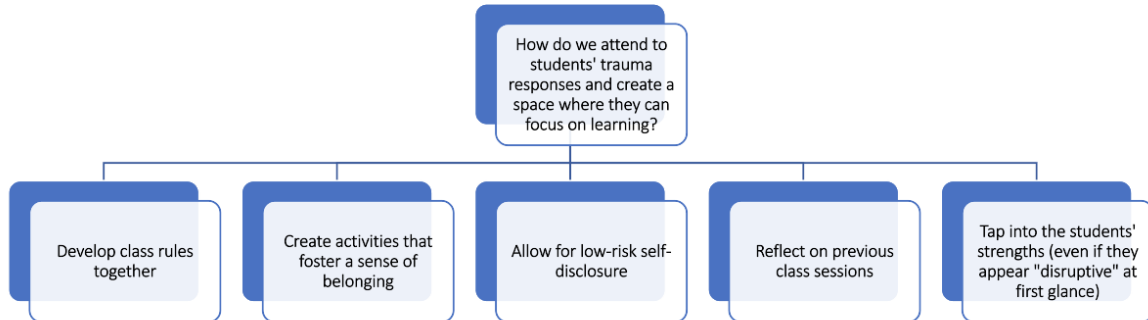 How do we attend to
students' trauma
responses and create a
space where they can
focus on learning?
Develop class rules
together
Create activities that
foster a sense of
belonging
Allow for low-risk self-
disclosure
Reflect on previous
class sessions
Tap into the students'
strengths (even if they
appear "disruptive" at
first glance)